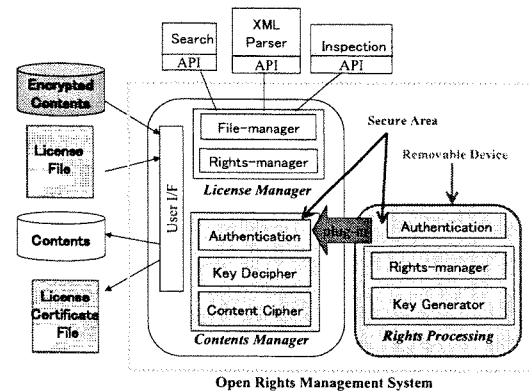 Search
API
XML
Parser
API
Inspection
API
Encrypted
Contents
License
File
Contents
License
Certificate
File
User I/F
File-manager
Rights-manager
License Manager
Authentication
Key Decipher
Content Cipher
Contents Manager
Secure Area
Removable Device
plug-ins
Authentication
Rights-manager
Key Generator
Rights Processing
Open Rights Management System